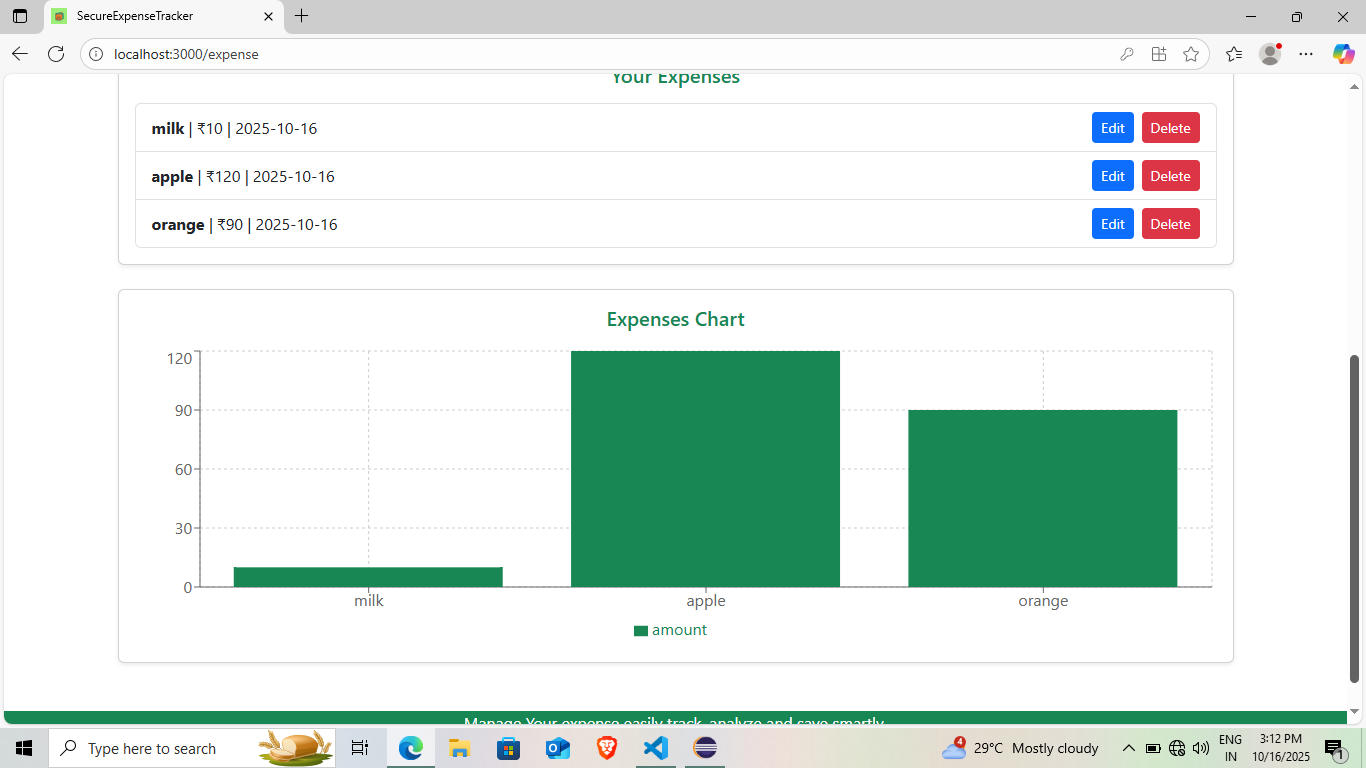 SecureExpenseTracker
localhost:3000/expense
Your Expenses
milk | ₹10 | 2025-10-16 Edit Delete
apple | ₹120 | 2025-10-16 Edit Delete
orange | ₹90 | 2025-10-16 Edit Delete
Expenses Chart
120
90
60
30
0
milk apple orange
amount
Manage Your expense easily track, analyze and save smartly
Type here to search
4
29°C Mostly cloudy
ENG
IN
3:12 PM
10/16/2025
1